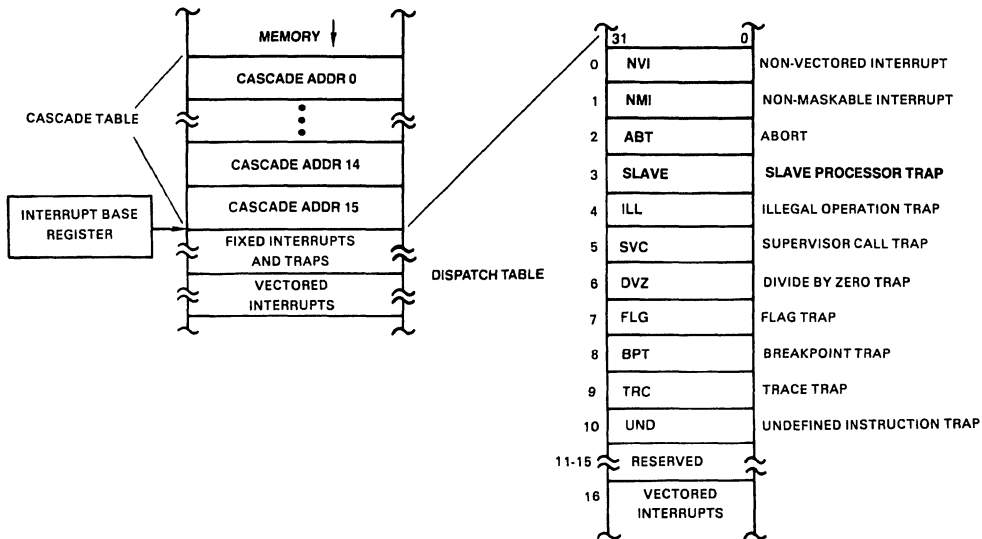 MEMORY
CASCADE ADDR 0
CASCADE TABLE
CASCADE ADDR 14
CASCADE ADDR 15
INTERRUPT BASE
REGISTER
FIXED INTERRUPTS
AND TRAPS
VECTORED
INTERRUPTS
DISPATCH TABLE
31 0
0 NVI NON-VECTORED INTERRUPT
1 NMI NON-MASKABLE INTERRUPT
2 ABT ABORT
3 SLAVE SLAVE PROCESSOR TRAP
4 ILL ILLEGAL OPERATION TRAP
5 SVC SUPERVISOR CALL TRAP
6 DVZ DIVIDE BY ZERO TRAP
7 FLG FLAG TRAP
8 BPT BREAKPOINT TRAP
9 TRC TRACE TRAP
10 UND UNDEFINED INSTRUCTION TRAP
11-15 RESERVED
16 VECTORED
INTERRUPTS